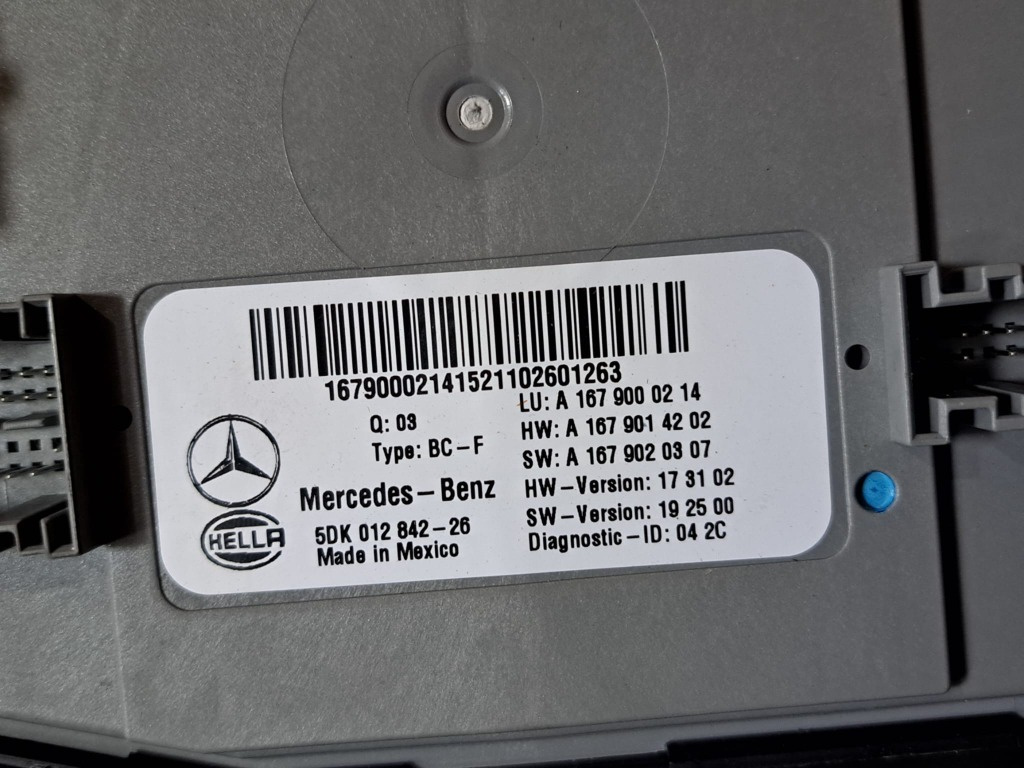 16790002141521102601263
Q: 03
Type: BC-F
Mercedes-Benz
HELLA
5DK 012 842-26
Made in Mexico
LU: A 167 900 02 14
HW: A 167 901 42 02
SW: A 167 902 03 07
HW-Version: 17 31 02
SW-Version: 19 25 00
Diagnostic-ID: 04 2C